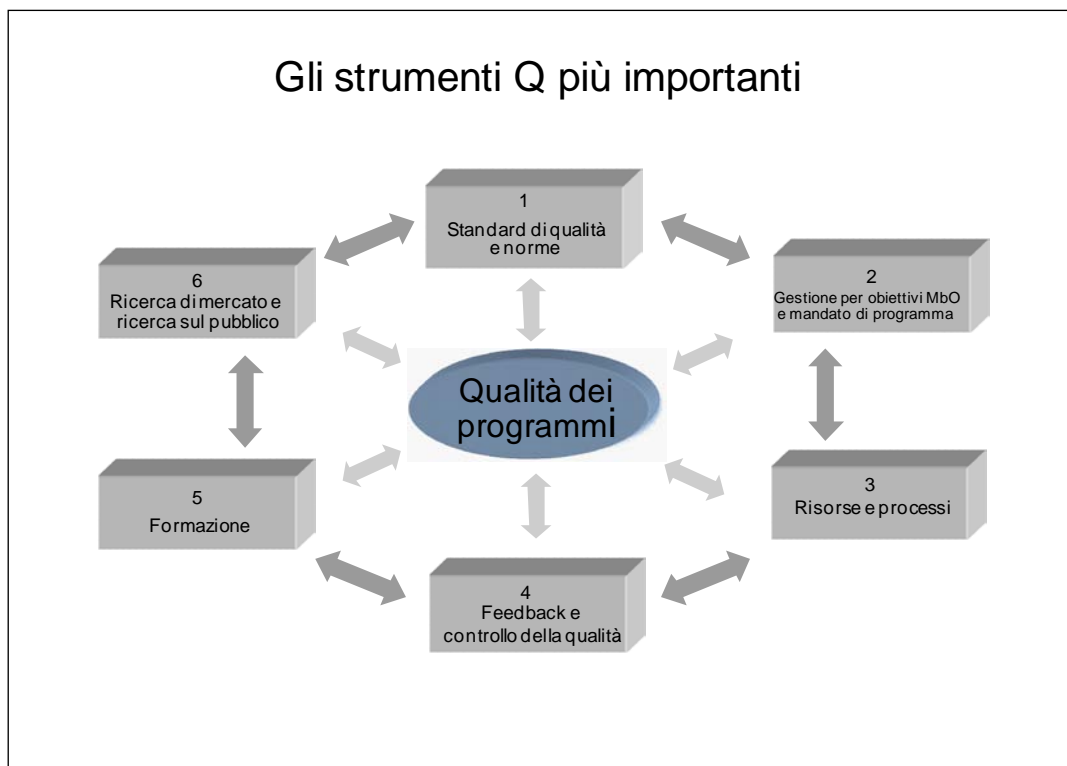 Gli strumenti Q più importanti
1
Standard di qualità
e norme
2
Gestione per obiettivi MbO
e mandato di programma
3
Risorse e processi
4
Feedback e
controllo della qualità
5
Formazione
6
Ricerca di mercato e
ricerca sul pubblico
Qualità dei
programmi